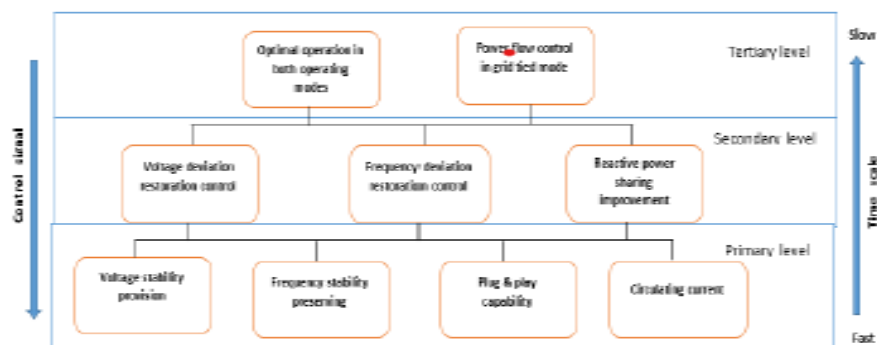 Slow
Optimal operation in
both operating
modes
Power flow control
in grid tied mode
Tertiary level
Secondary level
Voltage deviation
restoration control
Frequency deviation
restoration control
Reactive power
sharing
improvement
Control signal
Time scale
Primary level
Voltage stability
provision
Frequency stability
preserving
Plug & play
capability
Circulating current
Fast